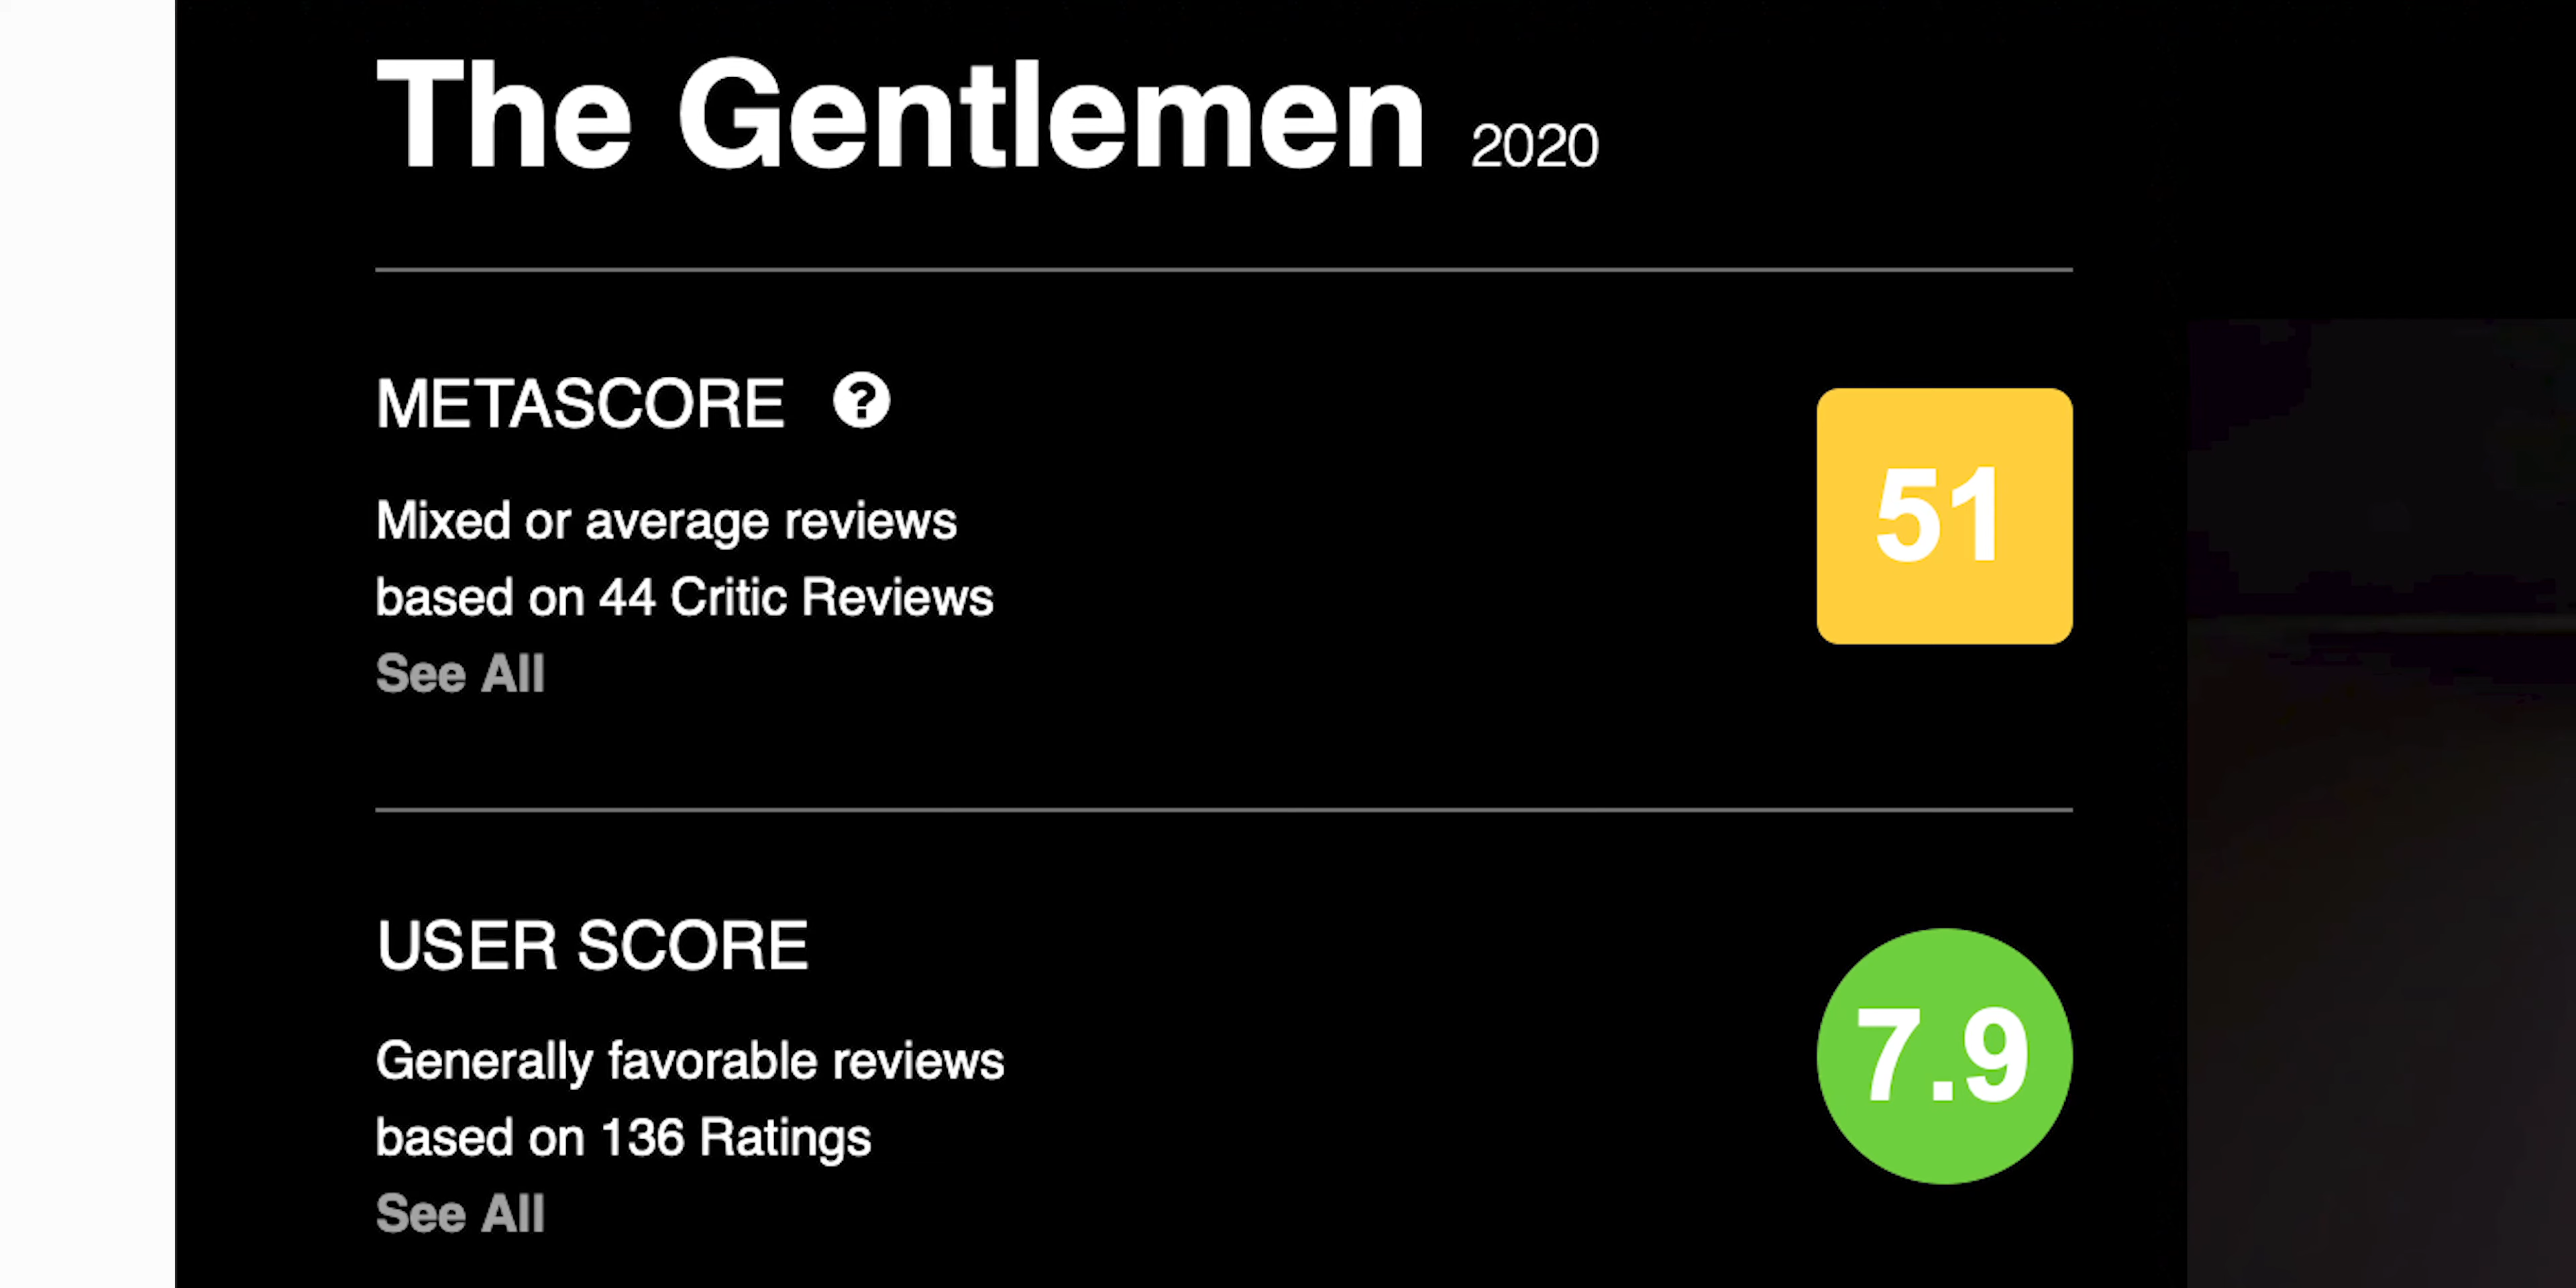 The Gentlemen 2020
METASCORE ?
Mixed or average reviews
based on 44 Critic Reviews
See All
51
USER SCORE
Generally favorable reviews
based on 136 Ratings
See All
7.9